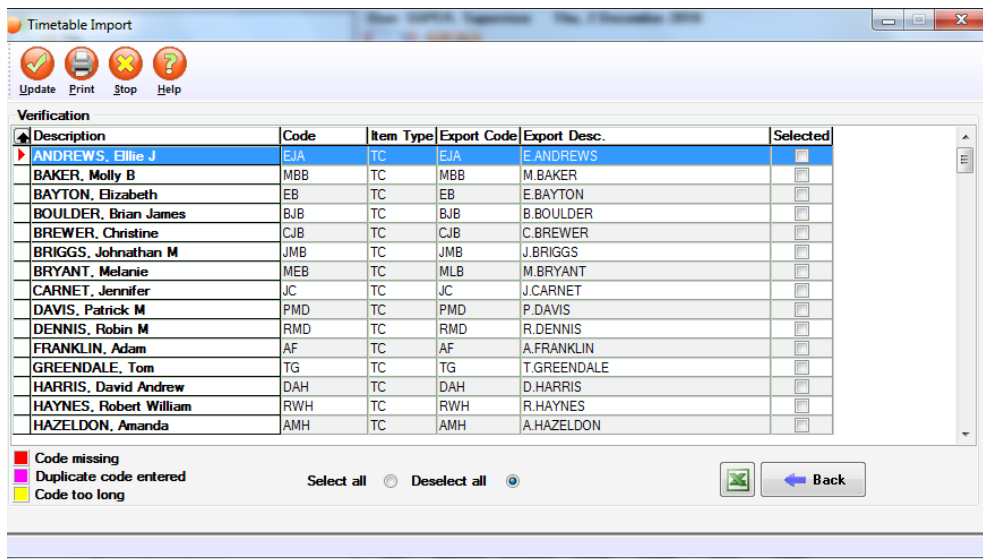 Timetable Import
Update Print Stop Help
Verification
Description Code Item Type Export Code Export Desc. Selected
ANDREWS, Elllie J EJA TC EJA E.ANDREWS
BAKER, Molly B MBB TC MBB M.BAKER
BAYTON, Elizabeth EB TC EB E.BAYTON
BOULDER, Brian James BJB TC BJB B.BOULDER
BREWER, Christine CJB TC CJB C.BREWER
BRIGGS, Johnathan M JMB TC JMB J.BRIGGS
BRYANT, Melanie MEB TC MLB M.BRYANT
CARNET, Jennifer JC TC JC J.CARNET
DAVIS, Patrick M PMD TC PMD P.DAVIS
DENNIS, Robin M RMD TC RMD R.DENNIS
FRANKLIN, Adam AF TC AF A.FRANKLIN
GREENDALE, Tom TG TC TG T.GREENDALE
HARRIS, David Andrew DAH TC DAH D.HARRIS
HAYNES, Robert William RWH TC RWH R.HAYNES
HAZELDON, Amanda AMH TC AMH A.HAZELDON
Code missing
Duplicate code entered
Code too long
Select all Deselect all
Back